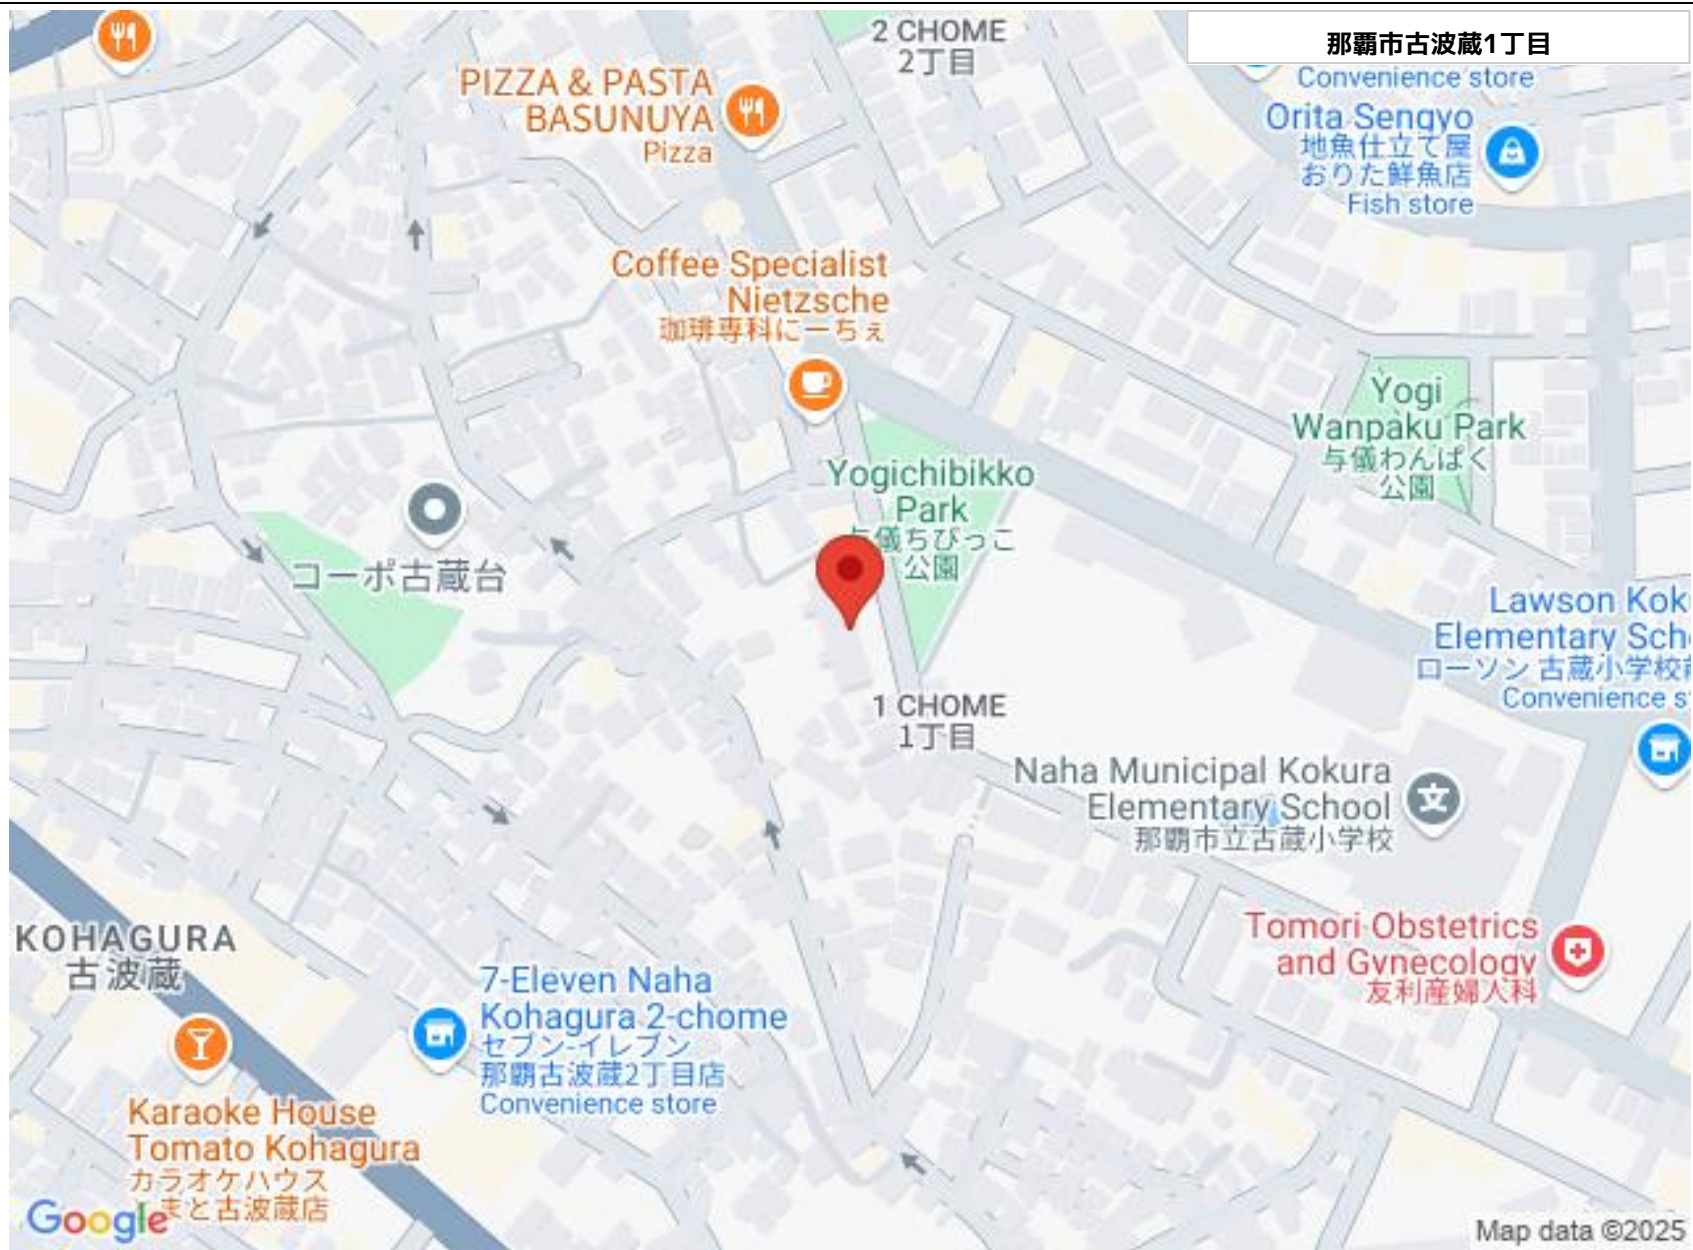 那覇市古波蔵1丁目
2 CHOME
2丁目
Convenience store
PIZZA & PASTA
BASUNUYA
Pizza
Orita Sengyo
地魚仕立て屋
おりた鮮魚店
Fish store
Coffee Specialist
Nietzsche
珈琲専科にーちぇ
Yogi
Wanpaku Park
与儀わんぱく
公園
Yogichibikko
Park
与儀ちびっこ
公園
コーポ古蔵台
Lawson Kok
Elementary Sch
ローソン 古蔵小学校前
Convenience s
1 CHOME
1丁目
Naha Municipal Kokura
Elementary School
那覇市立古蔵小学校
Tomori Obstetrics
and Gynecology
友利産婦人科
KOHAGURA
古波蔵
7-Eleven Naha
Kohagura 2-chome
セブン-イレブン
那覇古波蔵2丁目店
Convenience store
Karaoke House
Tomato Kohagura
カラオケハウス
まと古波蔵店
Google
Map data ©2025